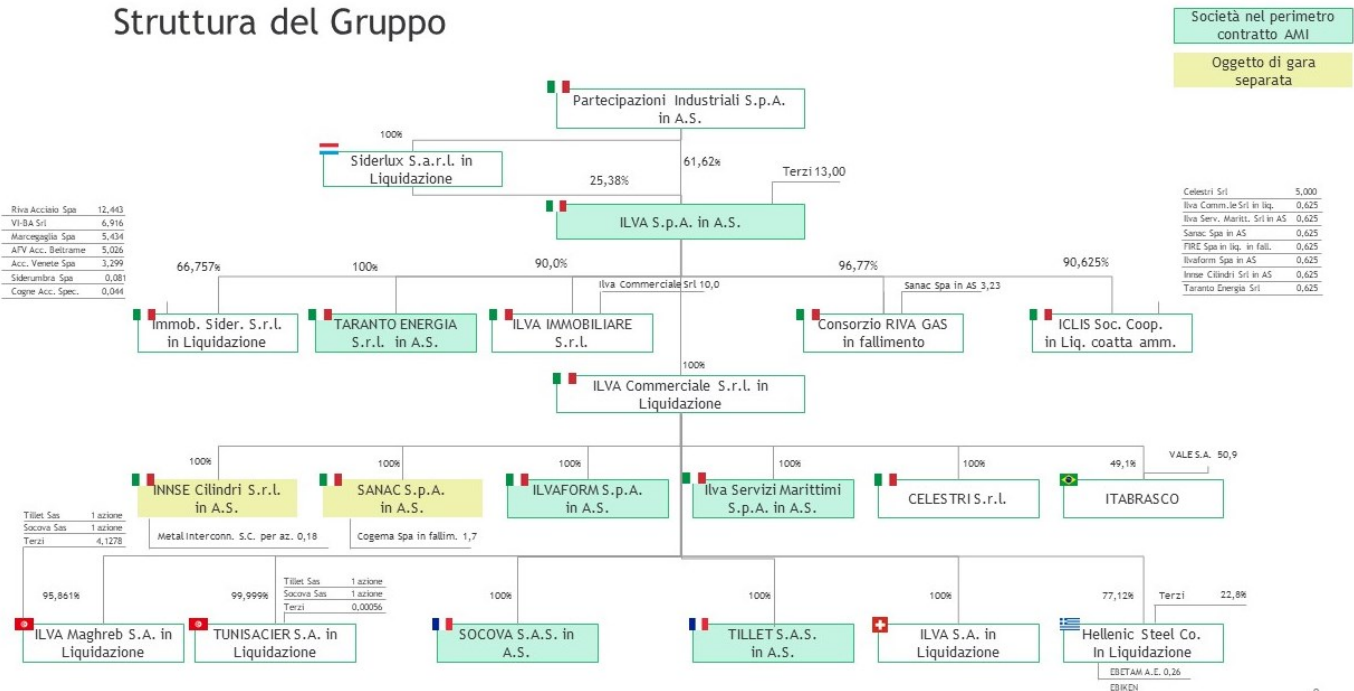 Struttura del Gruppo
Società nel perimetro
contratto AMI
Oggetto di gara
separata
Partecipazioni Industriali S.p.A.
in A.S.
100%
Siderlux S.a.r.l. in
Liquidazione
61,62%
25,38%
Terzi 13,00
ILVA S.p.A. in A.S.
Riva Acciaio Spa 12,443
VI-BA Srl 6,916
Marcegaglia Spa 5,434
AFV Acc. Beltrame 5,026
Acc. Venete Spa 3,299
Siderumbra Spa 0,081
Cogne Acc. Spec. 0,044
Celestri Srl 5,000
Ilva Comm.le Srl in liq. 0,625
Ilva Serv. Maritt. Srl in AS 0,625
Sanac Spa in AS 0,625
FIRE Spa in liq. in fall. 0,625
Ilvaform Spa in AS 0,625
Innse Cilindri Srl in AS 0,625
Taranto Energia Srl 0,625
66,757%
100%
90,0%
96,77%
90,625%
Ilva Commerciale Srl 10,0
Sanac Spa in AS 3,23
Immob. Sider. S.r.l.
in Liquidazione
TARANTO ENERGIA
S.r.l. in A.S.
ILVA IMMOBILIARE
S.r.l.
Consorzio RIVA GAS
in fallimento
ICLIS Soc. Coop.
in Liq. coatta amm.
100%
ILVA Commerciale S.r.l. in
Liquidazione
100%
100%
100%
100%
100%
49,1%
VALE S.A. 50,9
INNSE Cilindri S.r.l.
in A.S.
SANAC S.p.A.
in A.S.
ILVAFORM S.p.A.
in A.S.
Ilva Servizi Marittimi
S.p.A. in A.S.
CELESTRI S.r.l.
ITABRASCO
Metal Interconn. S.C. per az. 0,18
Cogema Spa in fallim. 1,7
Tillet Sas 1 azione
Socova Sas 1 azione
Terzi 4,1278
95,861%
99,999%
Tillet Sas 1 azione
Socova Sas 1 azione
Terzi 0,00056
100%
100%
100%
77,12%
Terzi 22,8%
ILVA Maghreb S.A. in
Liquidazione
TUNISACIER S.A. in
Liquidazione
SOCOVA S.A.S. in
A.S.
TILLET S.A.S.
in A.S.
ILVA S.A. in
Liquidazione
Hellenic Steel Co.
In Liquidazione
EBETAM A.E. 0,26
EBIKEN